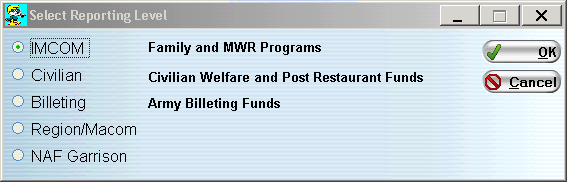 Select Reporting Level
IMCOM Family and MWR Programs OK
Civilian Civilian Welfare and Post Restaurant Funds Cancel
Billeting Army Billeting Funds
Region/Macom
NAF Garrison